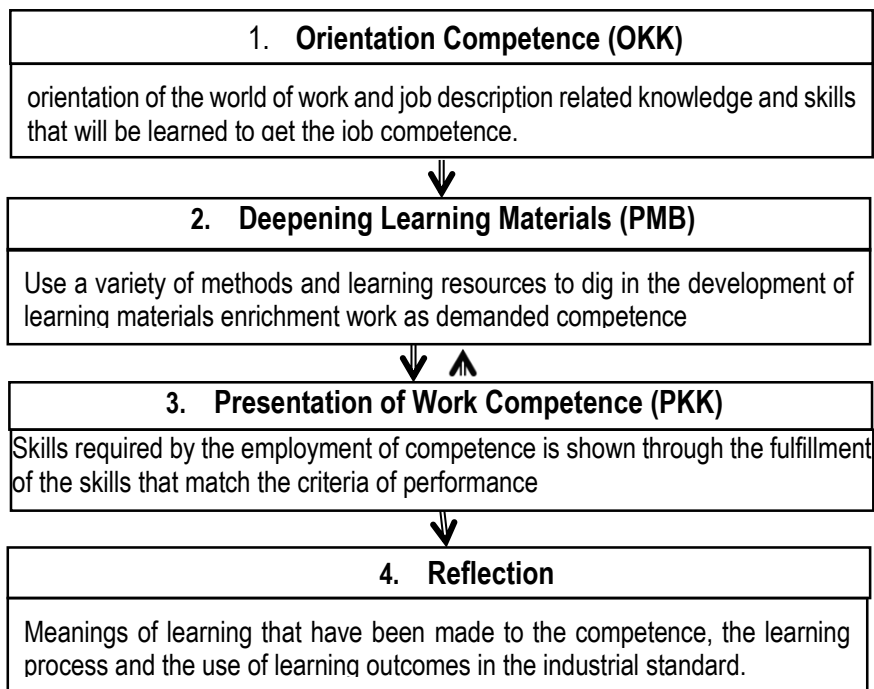 1. Orientation Competence (OKK)
orientation of the world of work and job description related knowledge and skills
that will be learned to get the job competence.
2. Deepening Learning Materials (PMB)
Use a variety of methods and learning resources to dig in the development of
learning materials enrichment work as demanded competence
3. Presentation of Work Competence (PKK)
Skills required by the employment of competence is shown through the fulfillment
of the skills that match the criteria of performance
4. Reflection
Meanings of learning that have been made to the competence, the learning
process and the use of learning outcomes in the industrial standard.